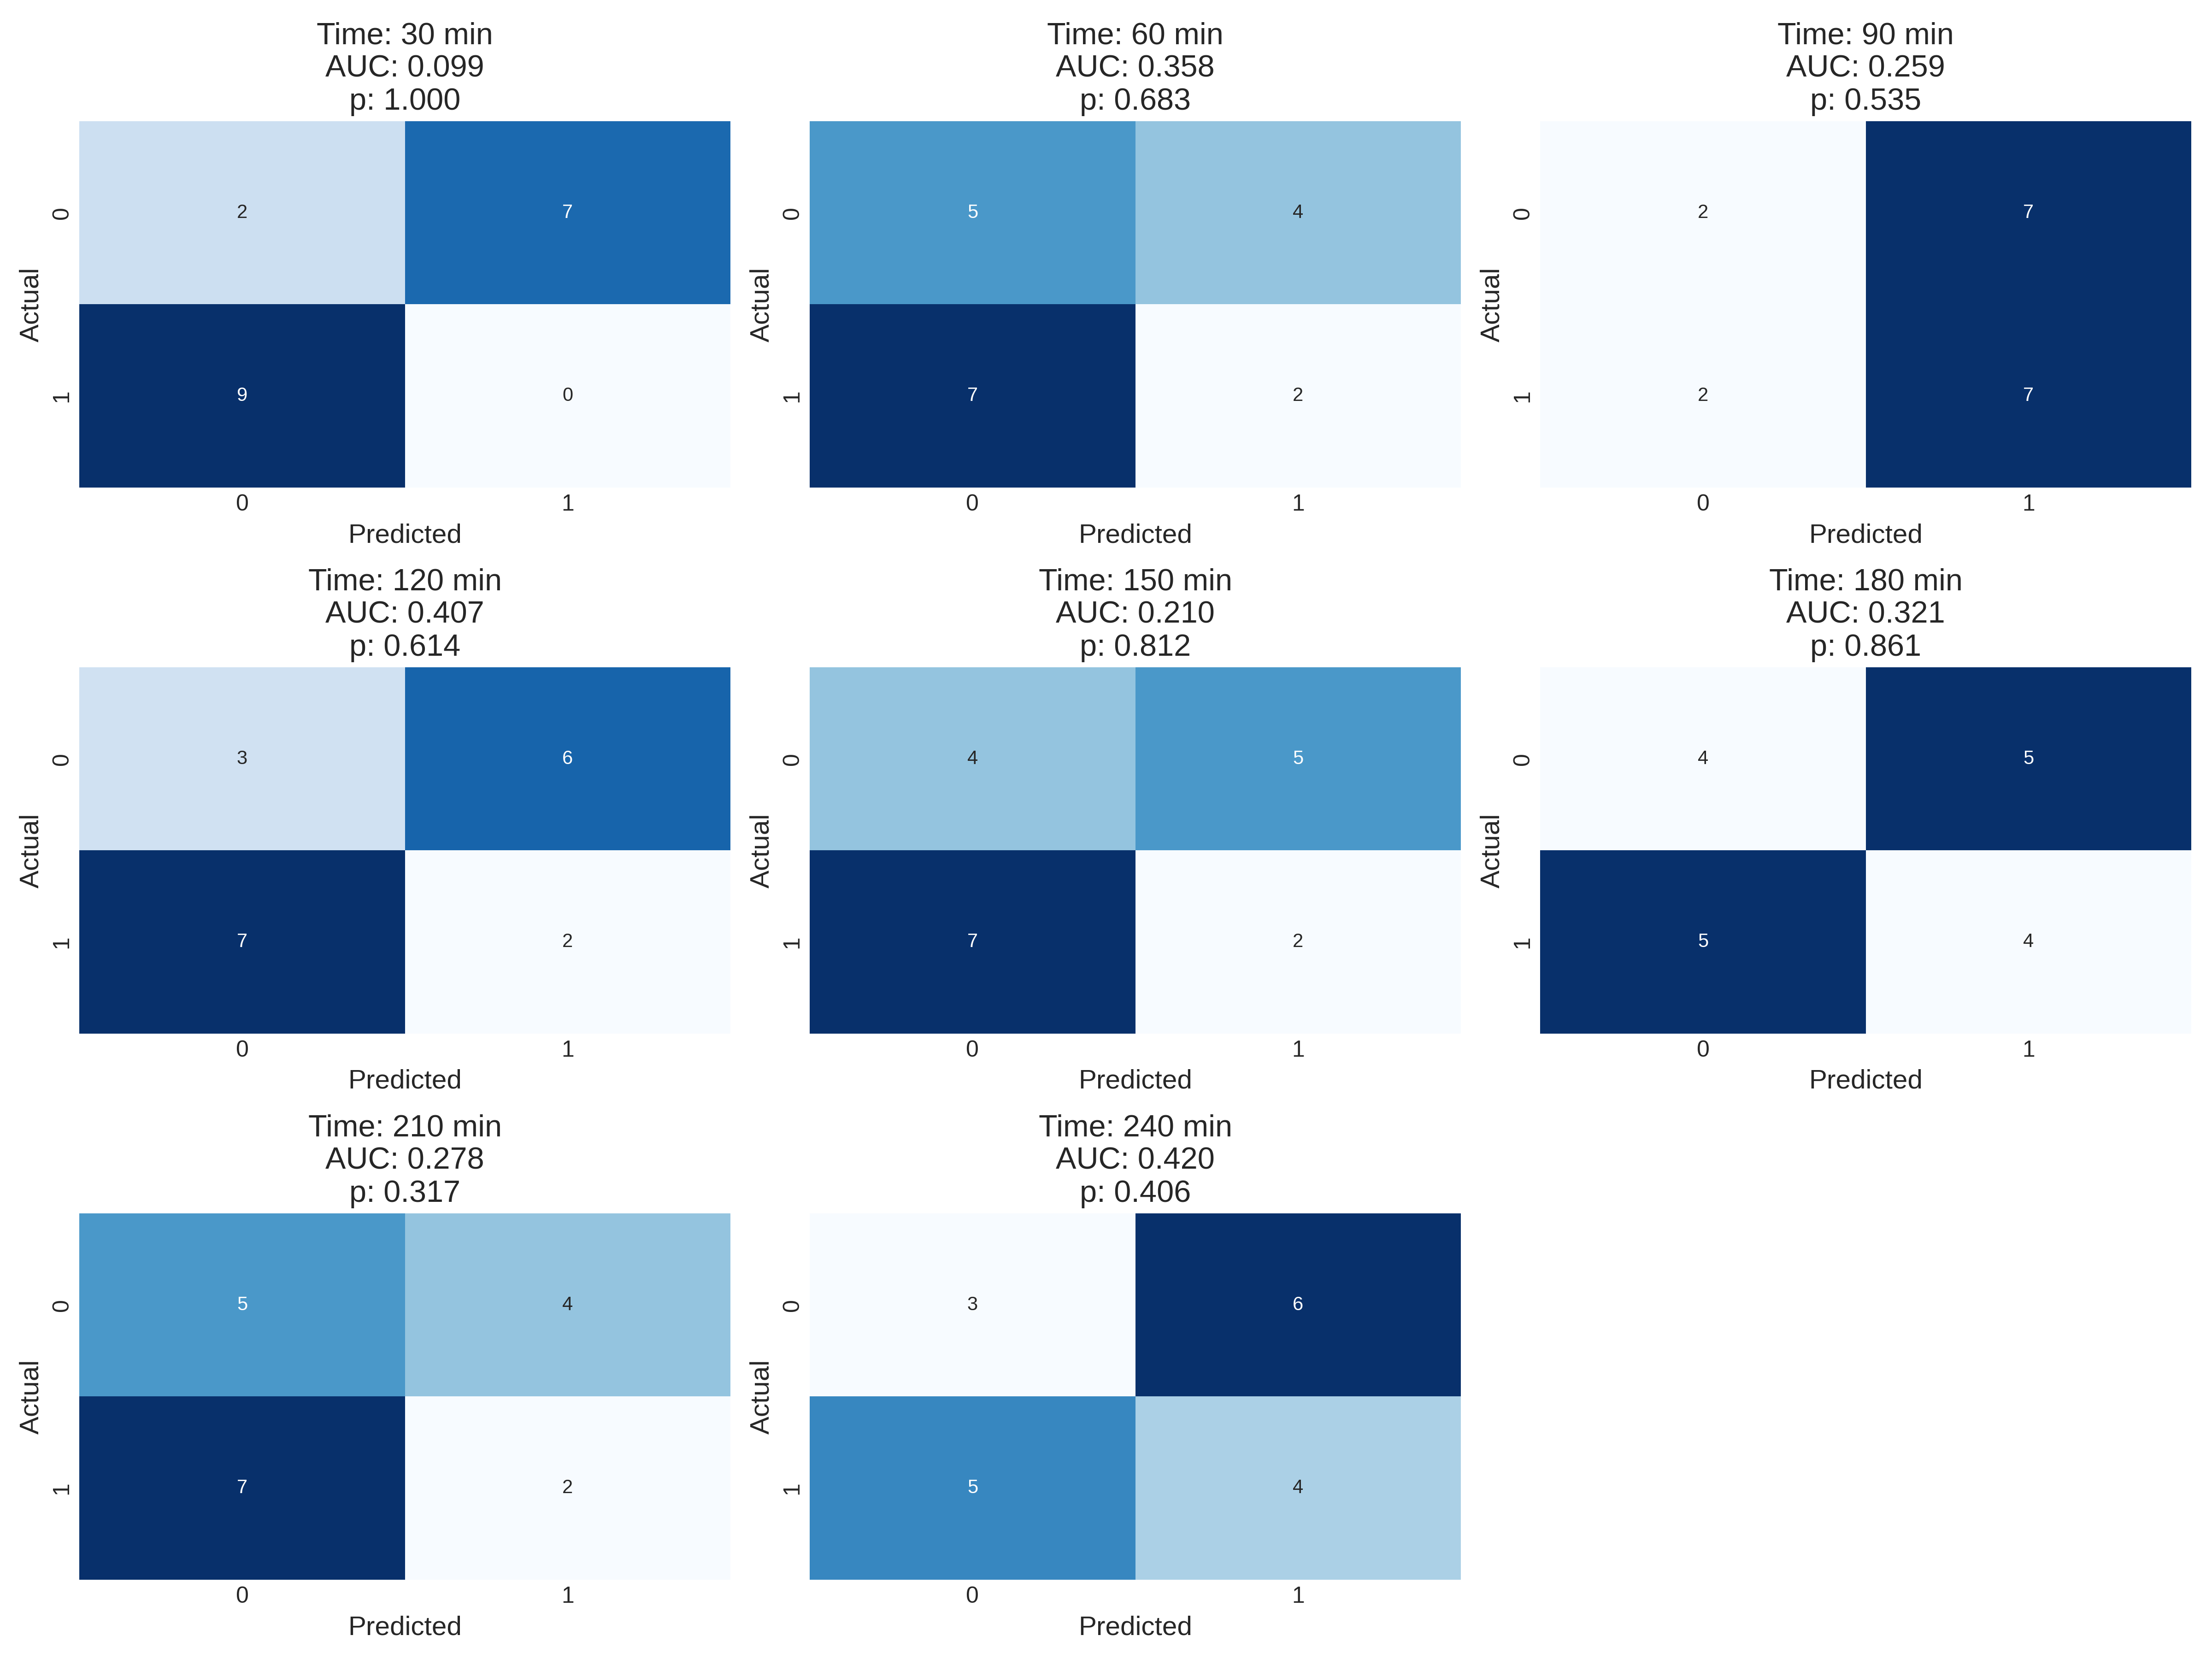 Time: 30 min
AUC: 0.099
p: 1.000
Actual
0
1
2
7
9
0
0
1
Predicted
Time: 60 min
AUC: 0.358
p: 0.683
Actual
0
1
5
4
7
2
0
1
Predicted
Time: 90 min
AUC: 0.259
p: 0.535
Actual
0
1
2
7
2
7
0
1
Predicted
Time: 120 min
AUC: 0.407
p: 0.614
Actual
0
1
3
6
7
2
0
1
Predicted
Time: 150 min
AUC: 0.210
p: 0.812
Actual
0
1
4
5
7
2
0
1
Predicted
Time: 180 min
AUC: 0.321
p: 0.861
Actual
0
1
4
5
5
4
0
1
Predicted
Time: 210 min
AUC: 0.278
p: 0.317
Actual
0
1
5
4
7
2
0
1
Predicted
Time: 240 min
AUC: 0.420
p: 0.406
Actual
0
1
3
6
5
4
0
1
Predicted